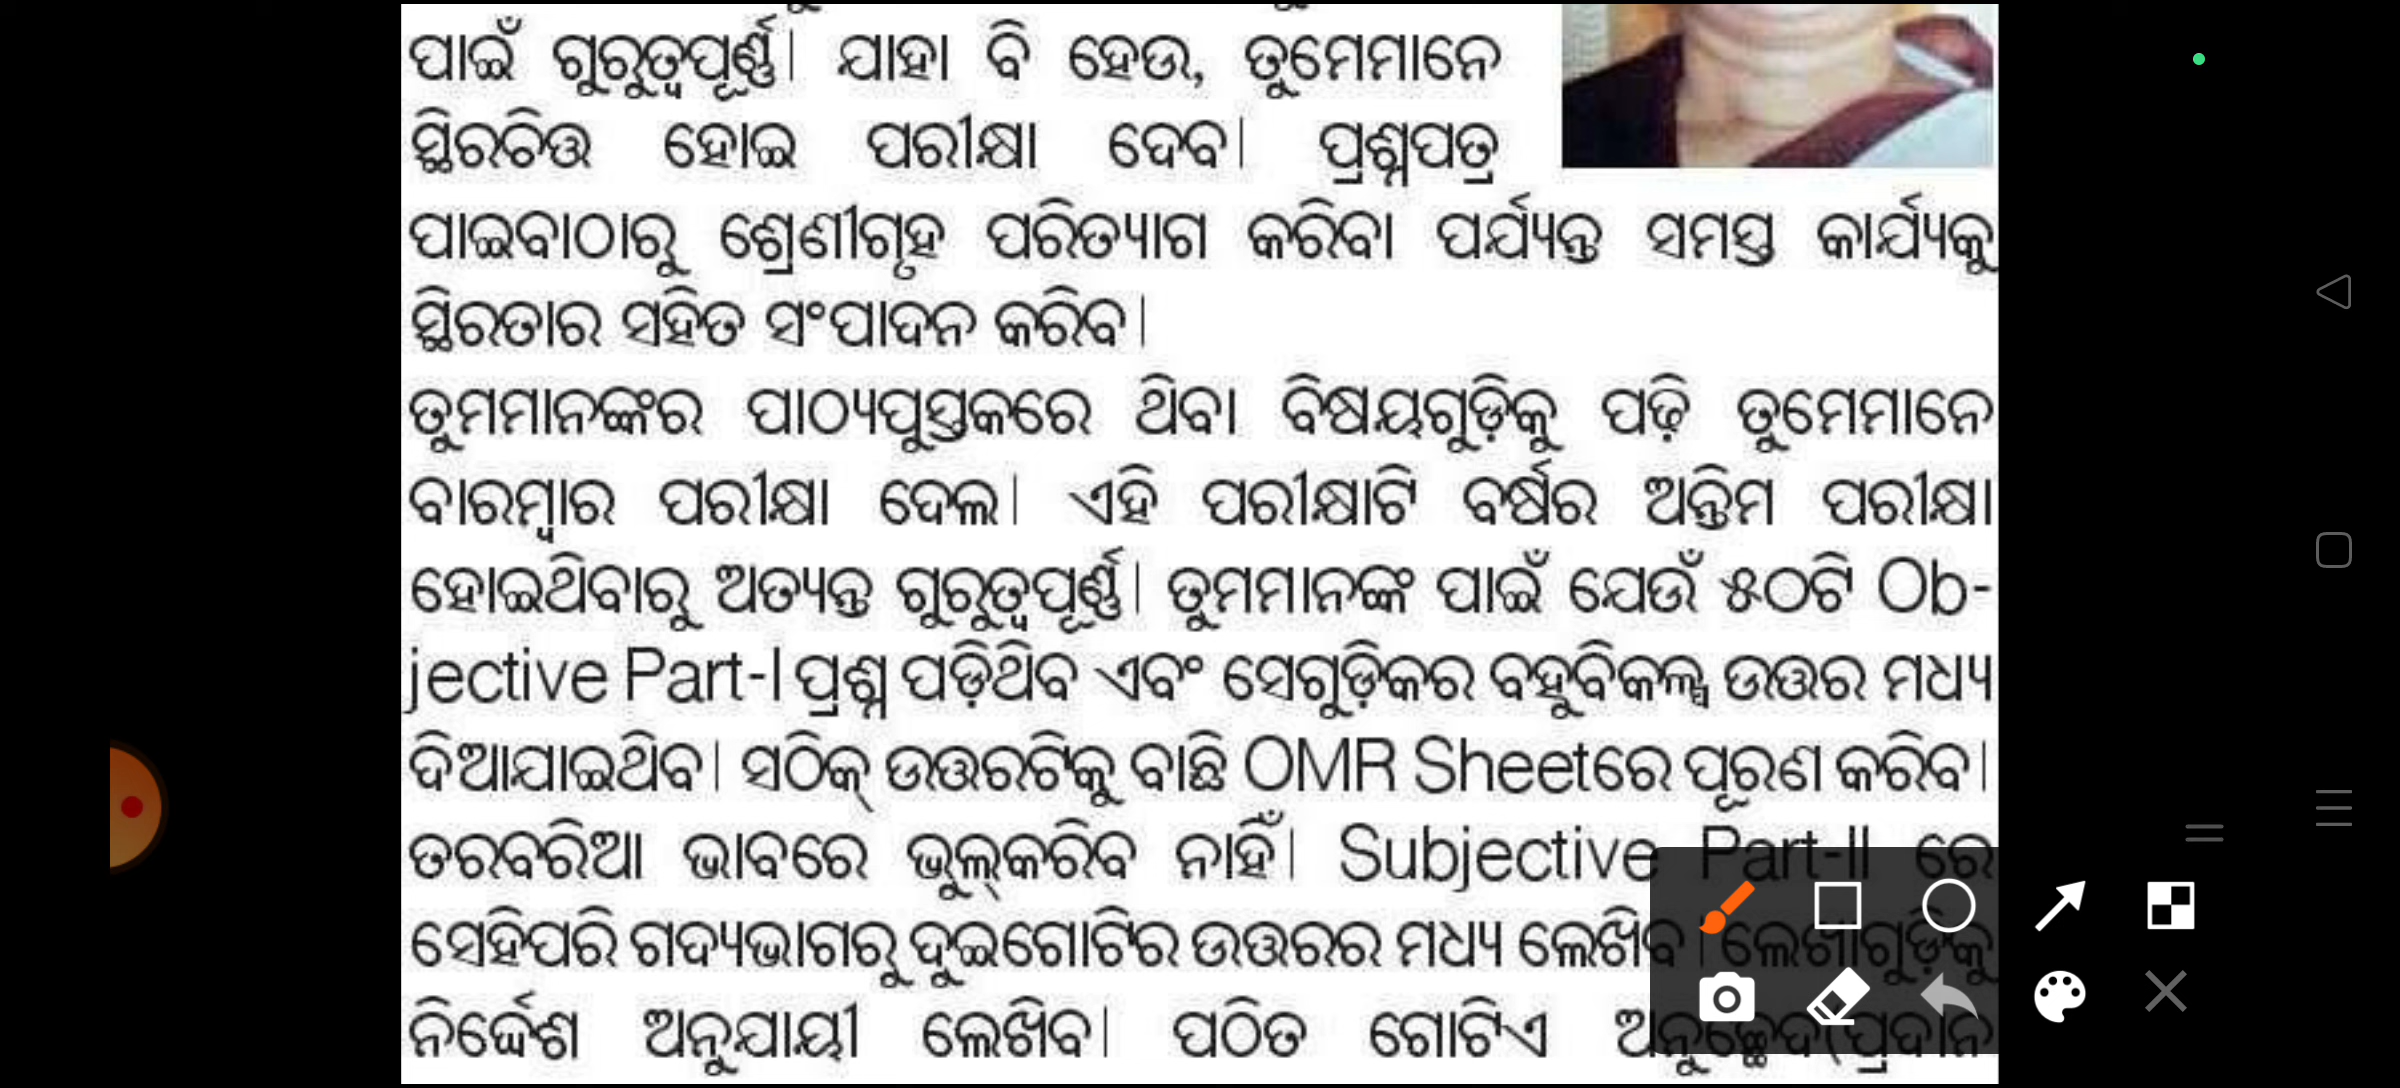 ପାଇଁ ଗୁରୁତ୍ୱପୂର୍ଣ୍ଣ। ଯାହା ବି ହେଉ, ତୁମେମାନେ
ସ୍ଥିରଚିତ୍ତ ହୋଇ ପରୀକ୍ଷା ଦେବ। ପ୍ରଶ୍ନପତ୍ର
ପାଇବାଠାରୁ ଶ୍ରେଣୀଗୃହ ପରିତ୍ୟାଗ କରିବା ପର୍ଯ୍ୟନ୍ତ ସମସ୍ତ କାର୍ଯ୍ୟକୁ
ସ୍ଥିରତାର ସହିତ ସଂପାଦନ କରିବ।
ତୁମମାନଙ୍କର ପାଠ୍ୟପୁସ୍ତକରେ ଥିବା ବିଷୟଗୁଡ଼ିକୁ ପଢ଼ି ତୁମେମାନେ
ବାରମ୍ବାର ପରୀକ୍ଷା ଦେଲ। ଏହି ପରୀକ୍ଷାଟି ବର୍ଷର ଅନ୍ତିମ ପରୀକ୍ଷା
ହୋଇଥିବାରୁ ଅତ୍ୟନ୍ତ ଗୁରୁତ୍ୱପୂର୍ଣ୍ଣ। ତୁମମାନଙ୍କ ପାଇଁ ଯେଉଁ ୫୦ଟି Ob-
jective Part-I ପ୍ରଶ୍ନ ପଡ଼ିଥିବ ଏବଂ ସେଗୁଡ଼ିକର ବହୁବିକଳ୍ପ ଉତ୍ତର ମଧ୍ୟ
ଦିଆଯାଇଥିବ। ସଠିକ୍ ଉତ୍ତରଟିକୁ ବାଛି OMR Sheetରେ ପୂରଣ କରିବ।
ତରବରିଆ ଭାବରେ ଭୁଲ୍‌କରିବ ନାହିଁ। Subjective Part-II ରେ
ସେହିପରି ଗଦ୍ୟଭାଗରୁ ଦୁଇଗୋଟିର ଉତ୍ତରର ମଧ୍ୟ ଲେଖିବ। ଲେଖାଗୁଡ଼ିକୁ
ନିର୍ଦ୍ଦେଶ ଅନୁଯାୟୀ ଲେଖିବ। ପଠିତ ଗୋଟିଏ ଅନୁଚ୍ଛେଦ(ପ୍ରଦାନ